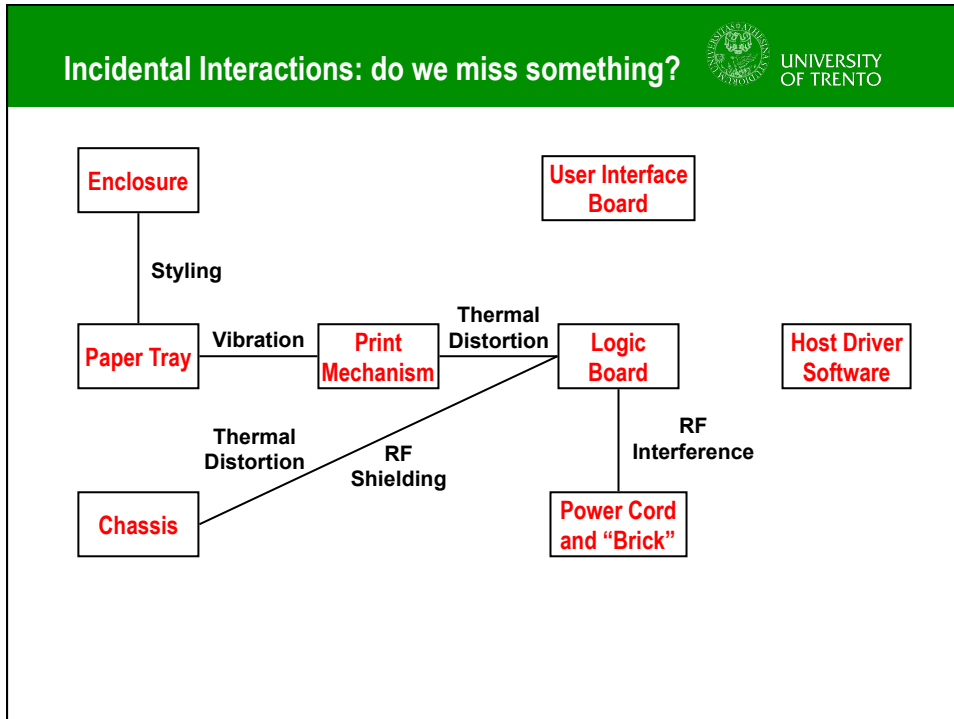 Incidental Interactions: do we miss something?
UNIVERSITY
OF TRENTO
Enclosure
User Interface
Board
Styling
Paper Tray
Vibration
Print
Mechanism
Thermal
Distortion
Logic
Board
Host Driver
Software
Thermal
Distortion
RF
Shielding
RF
Interference
Chassis
Power Cord
and “Brick”